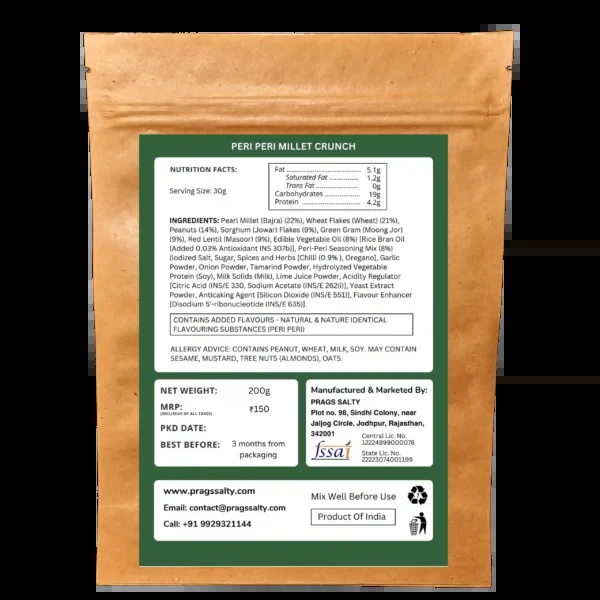 PERI PERI MILLET CRUNCH
NUTRITION FACTS:
Serving Size: 30g
Fat ........................................ 5.1g
Saturated Fat ................ 1.2g
Trans Fat ...................... 0g
Carbohydrates ................... 19g
Protein ................................ 4.2g
INGREDIENTS: Pearl Millet (Bajra) (22%), Wheat Flakes (Wheat) (21%),
Peanuts (14%), Sorghum (Jowar) Flakes (9%), Green Gram (Moong Jor)
(9%), Red Lentil (Masoor) (9%), Edible Vegetable Oil (8%) [Rice Bran Oil
(Added 0.03% Antioxidant INS 307b)], Peri-Peri Seasoning Mix (8%)
(Iodized Salt, Sugar, Spices and Herbs [Chilli (0.9% ), Oregano], Garlic
Powder, Onion Powder, Tamarind Powder, Hydrolyzed Vegetable
Protein (Soy), Milk Solids (Milk), Lime Juice Powder, Acidity Regulator
[Citric Acid (INS/E 330, Sodium Acetate (INS/E 262i)], Yeast Extract
Powder, Anticaking Agent [Silicon Dioxide (INS/E 551)], Flavour Enhancer
[Disodium 5'-ribonucleotide (INS/E 635].
CONTAINS ADDED FLAVOURS - NATURAL & NATURE IDENTICAL
FLAVOURING SUBSTANCES (PERI PERI)
ALLERGY ADVICE: CONTAINS PEANUT, WHEAT, MILK, SOY. MAY CONTAIN
SESAME, MUSTARD, TREE NUTS (ALMONDS), OATS.
NET WEIGHT: 200g
MRP: ₹150
(INCLUSIVE OF ALL TAXES)
PKD DATE:
BEST BEFORE: 3 months from
packaging
Manufactured & Marketed By:
PRAGS SALTY
Plot no. 98, Sindhi Colony, near
Jaljog Circle, Jodhpur, Rajasthan,
342001
fssai
Central Lic. No.
12224999000078
State Lic. No.
22223074001199
www.pragssalty.com
Email: contact@pragssalty.com
Call: +91 9929321144
Mix Well Before Use
Product Of India
7